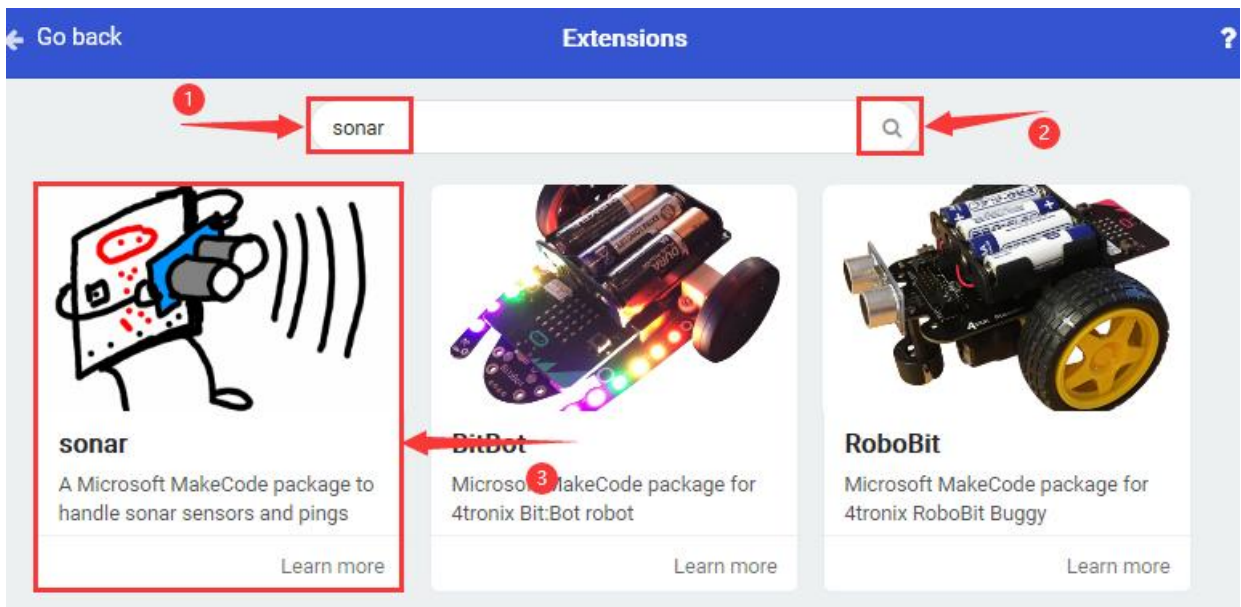 Go back
Extensions
?
1
sonar
2
sonar
A Microsoft MakeCode package to
handle sonar sensors and pings
Learn more
3
BitBot
Microsoft MakeCode package for
4tronix Bit:Bot robot
Learn more
RoboBit
Microsoft MakeCode package for
4tronix RoboBit Buggy
Learn more